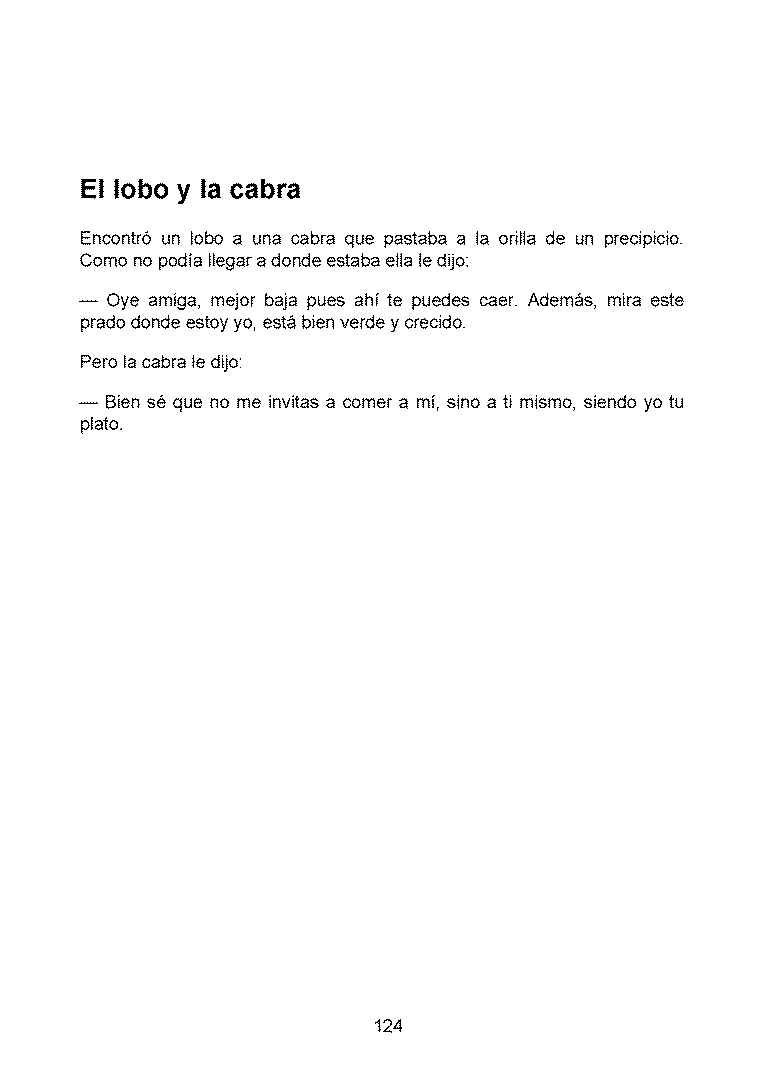 El lobo y la cabra
Encontró un lobo a una cabra que pastaba a la orilla de un precipicio.
Como no podía llegar a donde estaba ella le dijo:
— Oye amiga, mejor baja pues ahí te puedes caer. Además, mira este
prado donde estoy yo, está bien verde y crecido.
Pero la cabra le dijo:
— Bien sé que no me invitas a comer a mí, sino a ti mismo, siendo yo tu
plato.
124